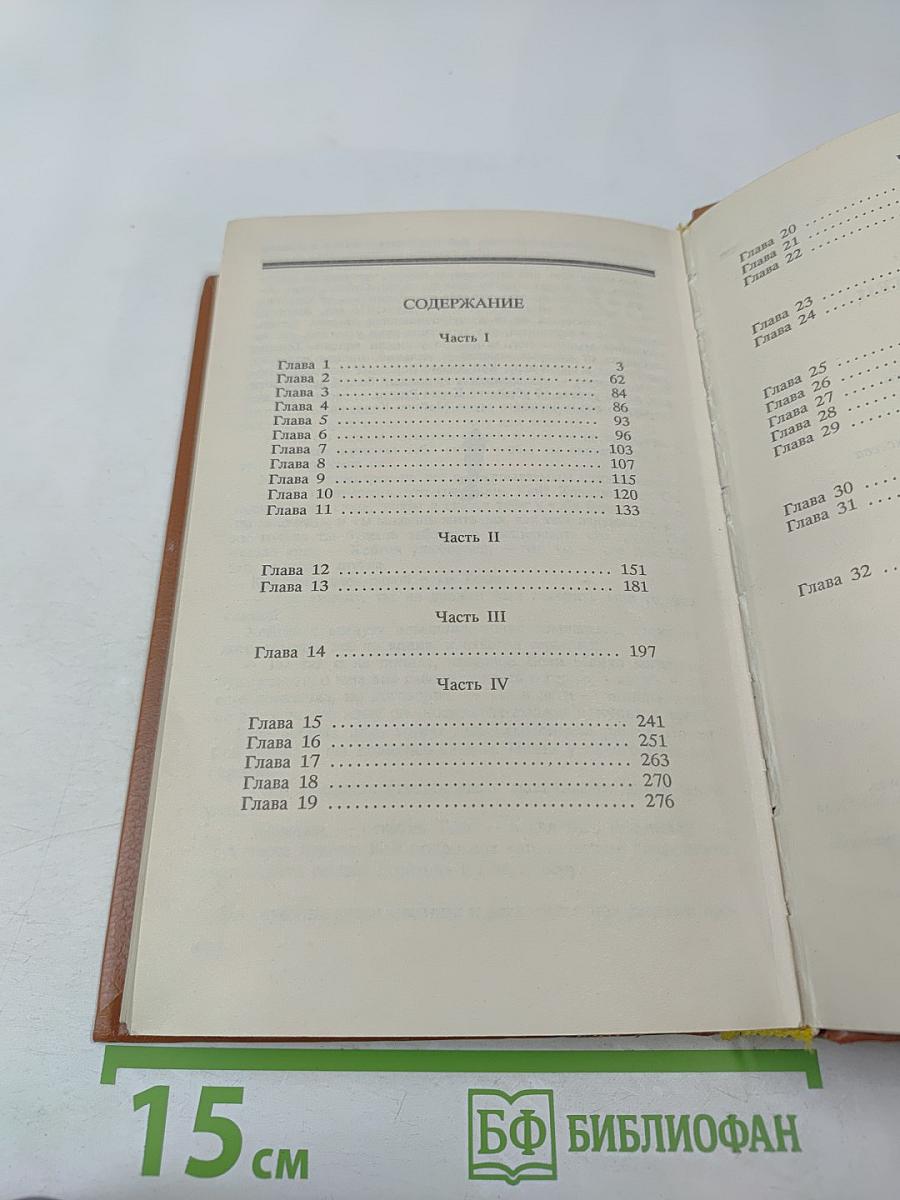 СОДЕРЖАНИЕ
Часть I
Глава 1 ................................... 3
Глава 2 ................................... 62
Глава 3 ................................... 84
Глава 4 ................................... 86
Глава 5 ................................... 93
Глава 6 ................................... 96
Глава 7 ................................... 103
Глава 8 ................................... 107
Глава 9 ................................... 115
Глава 10 ................................... 120
Глава 11 ................................... 133
Часть II
Глава 12 ................................... 151
Глава 13 ................................... 181
Часть III
Глава 14 ................................... 197
Часть IV
Глава 15 ................................... 241
Глава 16 ................................... 251
Глава 17 ................................... 263
Глава 18 ................................... 270
Глава 19 ................................... 276
Глава 20 ..........
Глава 21 ..........
Глава 22 ..........
Глава 23 ..........
Глава 24 ..........
Глава 25 ..........
Глава 26 ..........
Глава 27 ..........
Глава 28 ..........
Глава 29 ..........
Глава 30 ..........
Глава 31 ..........
Глава 32 ..
15 см
БФ БИБЛИОФАН